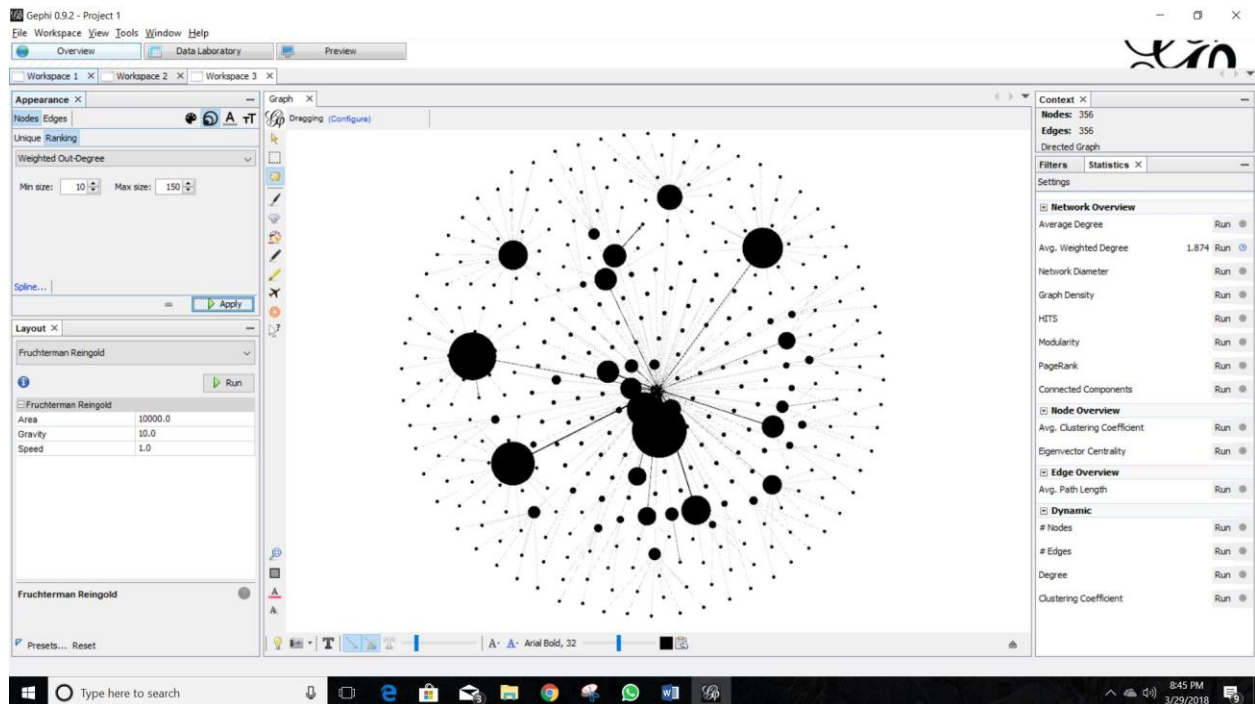 Gephi 0.9.2 - Project 1
File Workspace View Tools Window Help
Overview Data Laboratory Preview
Workspace 1 X Workspace 2 X Workspace 3 X
Appearance X
Nodes Edges
Unique Ranking
Weighted Out-Degree
Min size: 10 Max size: 150
Spline...
Apply
Layout X
Fruchterman Reingold
Run
Fruchterman Reingold
Area 10000.0
Gravity 10.0
Speed 1.0
Fruchterman Reingold
Presets... Reset
Graph X
Dragging (Configure)
Arial Bold, 32
Context X
Nodes: 356
Edges: 356
Directed Graph
Filters Statistics X
Settings
Network Overview
Average Degree Run
Avg. Weighted Degree 1.874 Run
Network Diameter Run
Graph Density Run
HITS Run
Modularity Run
PageRank Run
Connected Components Run
Node Overview
Avg. Clustering Coefficient Run
Eigenvector Centrality Run
Edge Overview
Avg. Path Length Run
Dynamic
# Nodes Run
# Edges Run
Degree Run
Clustering Coefficient Run
Type here to search
8:45 PM
3/29/2018